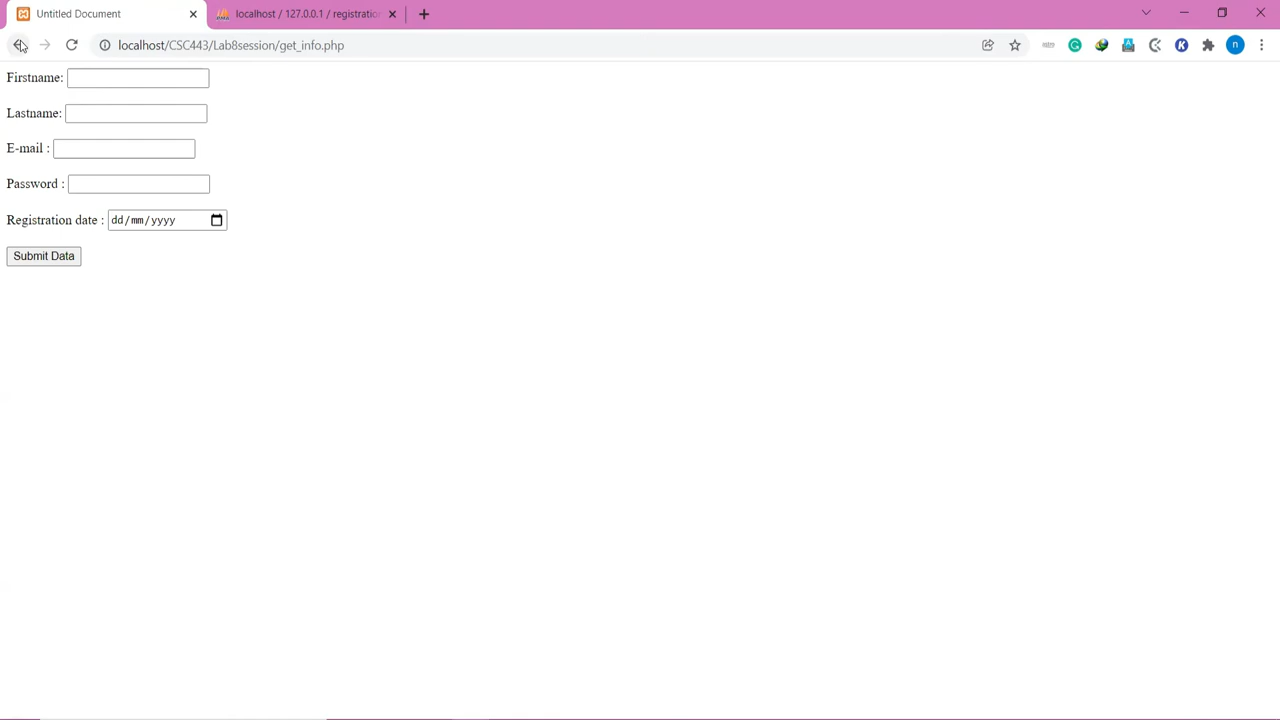 Untitled Document
localhost / 127.0.0.1 / registratio
localhost/CSC443/Lab8session/get_info.php
n
Firstname:
Lastname:
E-mail :
Password :
Registration date : dd/mm/yyyy
Submit Data